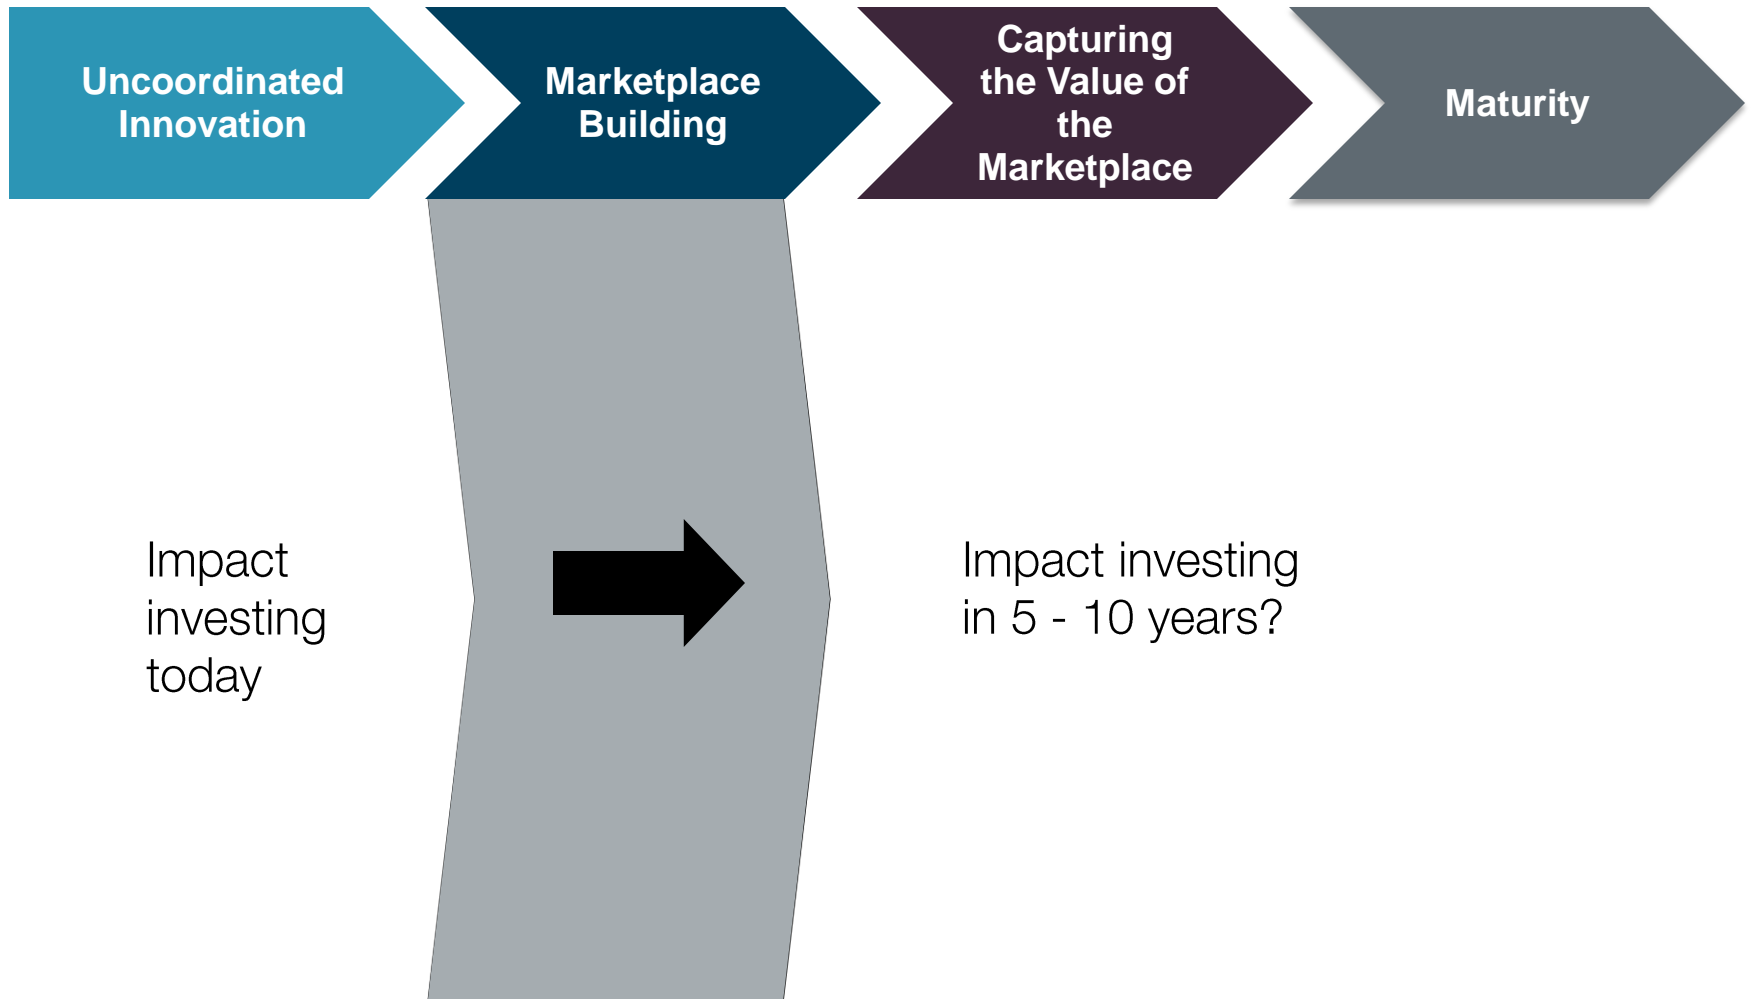 Uncoordinated
Innovation
Marketplace
Building
Capturing
the Value of
the
Marketplace
Maturity
Impact
investing
today
Impact investing
in 5 - 10 years?